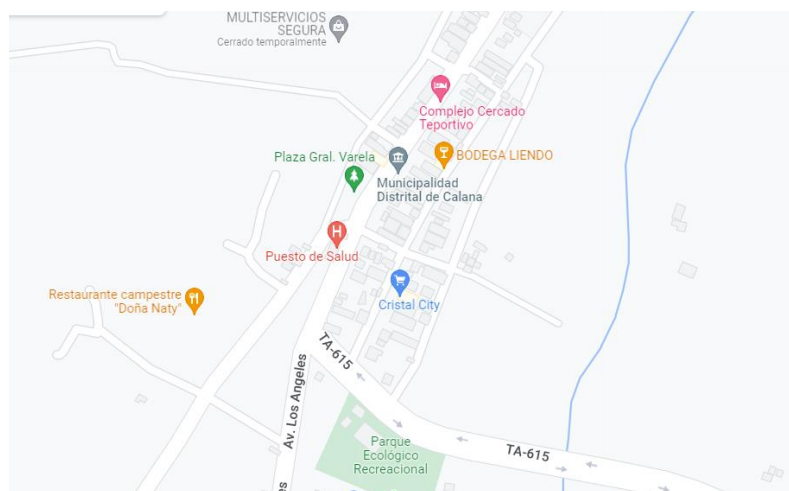 MULTISERVICIOS
SEGURA
Cerrado temporalmente
Complejo Cercado
Teportivo
Plaza Gral. Varela
BODEGA LIENDO
Municipalidad
Distrital de Calana
H
Puesto de Salud
Restaurante campestre
"Doña Naty"
Cristal City
TA-615
Av. Los Angeles
Parque
Ecológico
Recreacional
TA-615